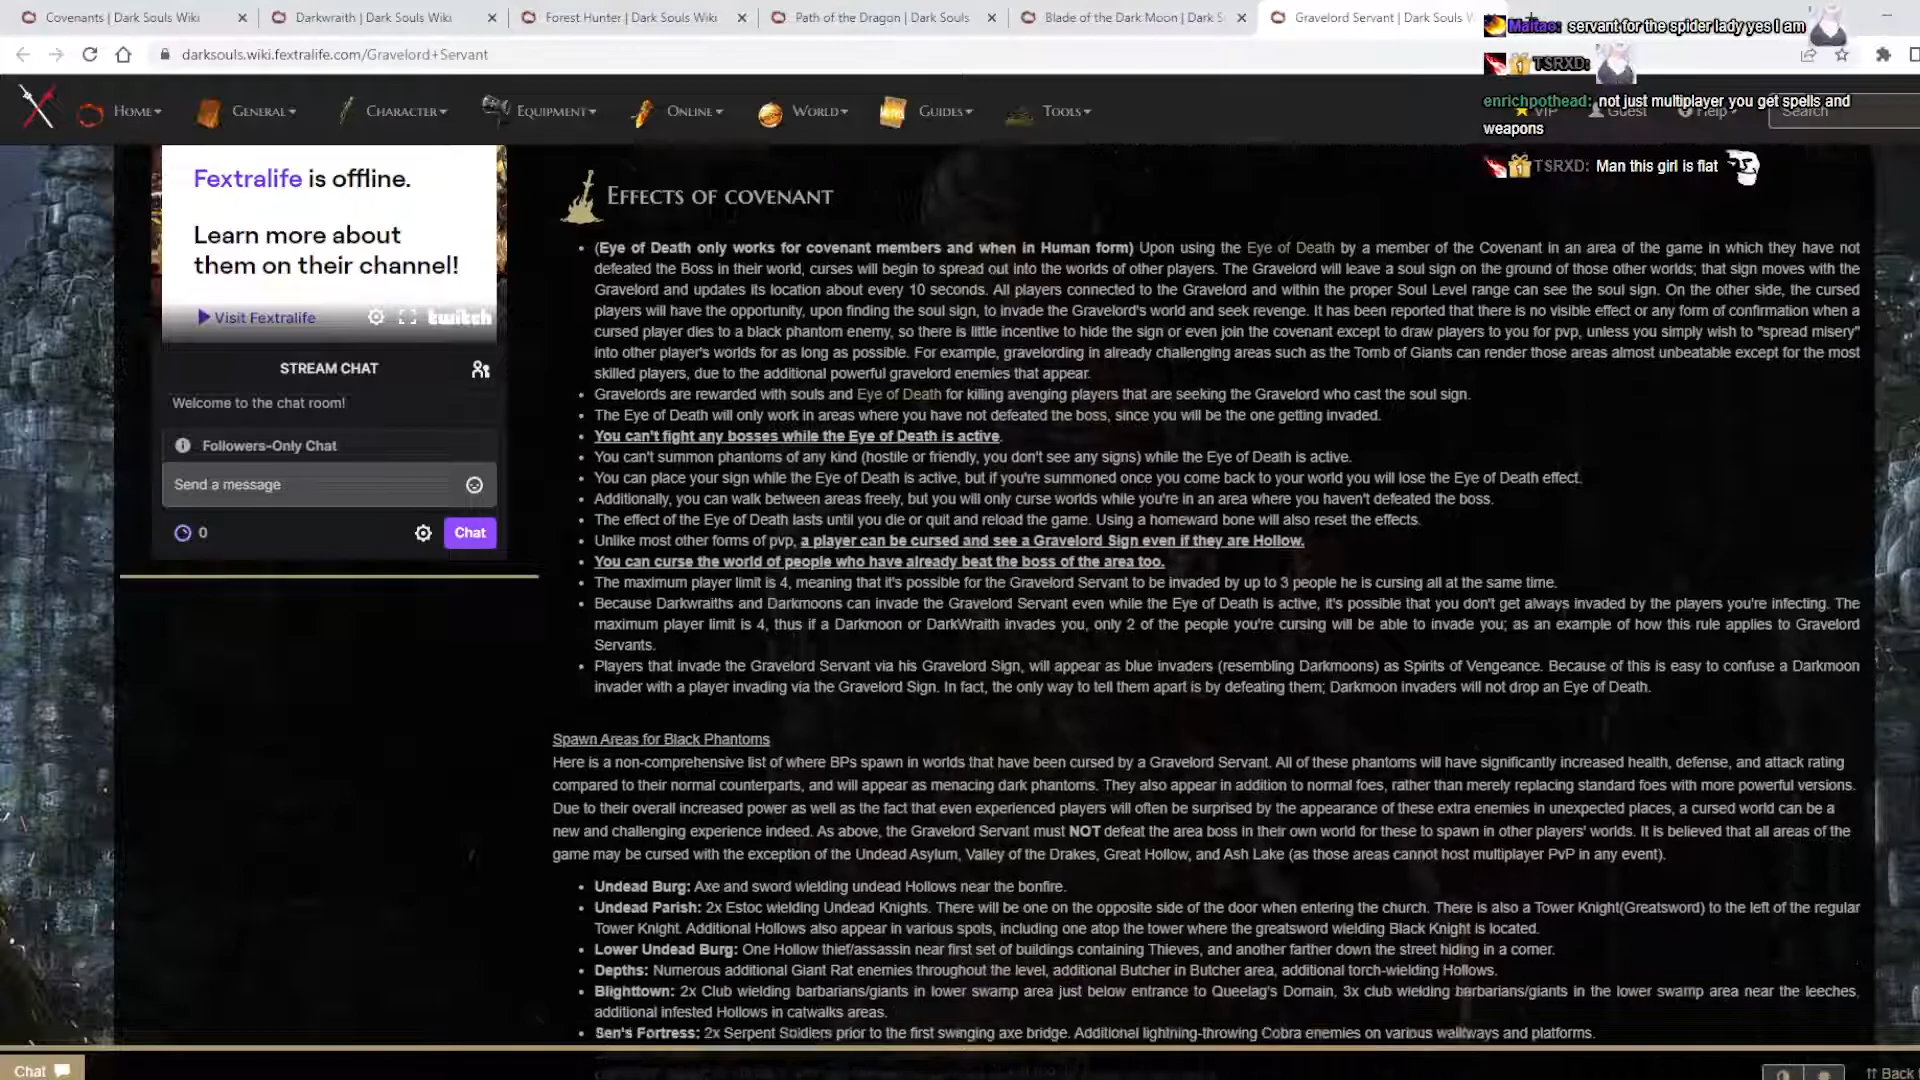 Covenants | Dark Souls Wiki
Darkwraith | Dark Souls Wiki
Forest Hunter | Dark Souls Wiki
Path of the Dragon | Dark Souls
Blade of the Dark Moon | Dark S
Gravelord Servant | Dark Souls
Maitao: servant for the spider lady yes I am
darksouls.wiki.fextralife.com/Gravelord+Servant
TSRXD:
enrichpothead: not just multiplayer you get spells and
weapons
HOME
GENERAL
CHARACTER
EQUIPMENT
ONLINE
WORLD
GUIDES
TOOLS
VIP
Guest
Help
Search
TSRXD: Man this girl is flat
Fextralife is offline.
Learn more about
them on their channel!
Visit Fextralife
twitch
STREAM CHAT
Welcome to the chat room!
Followers-Only Chat
Send a message
0
Chat
EFFECTS OF COVENANT
(Eye of Death only works for covenant members and when in Human form) Upon using the Eye of Death by a member of the Covenant in an area of the game in which they have not
defeated the Boss in their world, curses will begin to spread out into the worlds of other players. The Gravelord will leave a soul sign on the ground of those other worlds; that sign moves with the
Gravelord and updates its location about every 10 seconds. All players connected to the Gravelord and within the proper Soul Level range can see the soul sign. On the other side, the cursed
players will have the opportunity, upon finding the soul sign, to invade the Gravelord's world and seek revenge. It has been reported that there is no visible effect or any form of confirmation when a
cursed player dies to a black phantom enemy, so there is little incentive to hide the sign or even join the covenant except to draw players to you for pvp, unless you simply wish to "spread misery"
into other player's worlds for as long as possible. For example, gravelording in already challenging areas such as the Tomb of Giants can render those areas almost unbeatable except for the most
skilled players, due to the additional powerful gravelord enemies that appear.
Gravelords are rewarded with souls and Eye of Death for killing avenging players that are seeking the Gravelord who cast the soul sign.
The Eye of Death will only work in areas where you have not defeated the boss, since you will be the one getting invaded.
You can't fight any bosses while the Eye of Death is active.
You can't summon phantoms of any kind (hostile or friendly, you don't see any signs) while the Eye of Death is active.
You can place your sign while the Eye of Death is active, but if you're summoned once you come back to your world you will lose the Eye of Death effect.
Additionally, you can walk between areas freely, but you will only curse worlds while you're in an area where you haven't defeated the boss.
The effect of the Eye of Death lasts until you die or quit and reload the game. Using a homeward bone will also reset the effects.
Unlike most other forms of pvp, a player can be cursed and see a Gravelord Sign even if they are Hollow.
You can curse the world of people who have already beat the boss of the area too.
The maximum player limit is 4, meaning that it's possible for the Gravelord Servant to be invaded by up to 3 people he is cursing all at the same time.
Because Darkwraiths and Darkmoons can invade the Gravelord Servant even while the Eye of Death is active, it's possible that you don't get always invaded by the players you're infecting. The
maximum player limit is 4, thus if a Darkmoon or DarkWraith invades you, only 2 of the people you're cursing will be able to invade you; as an example of how this rule applies to Gravelord
Servants.
Players that invade the Gravelord Servant via his Gravelord Sign, will appear as blue invaders (resembling Darkmoons) as Spirits of Vengeance. Because of this is easy to confuse a Darkmoon
invader with a player invading via the Gravelord Sign. In fact, the only way to tell them apart is by defeating them; Darkmoon invaders will not drop an Eye of Death.
Spawn Areas for Black Phantoms
Here is a non-comprehensive list of where BPs spawn in worlds that have been cursed by a Gravelord Servant. All of these phantoms will have significantly increased health, defense, and attack rating
compared to their normal counterparts, and will appear as menacing dark phantoms. They also appear in addition to normal foes, rather than merely replacing standard foes with more powerful versions.
Due to their overall increased power as well as the fact that even experienced players will often be surprised by the appearance of these extra enemies in unexpected places, a cursed world can be a
new and challenging experience indeed. As above, the Gravelord Servant must NOT defeat the area boss in their own world for these to spawn in other players' worlds. It is believed that all areas of the
game may be cursed with the exception of the Undead Asylum, Valley of the Drakes, Great Hollow, and Ash Lake (as those areas cannot host multiplayer PvP in any event).
Undead Burg: Axe and sword wielding undead Hollows near the bonfire.
Undead Parish: 2x Estoc wielding Undead Knights. There will be one on the opposite side of the door when entering the church. There is also a Tower Knight(Greatsword) to the left of the regular
Tower Knight. Additional Hollows also appear in various spots, including one atop the tower where the greatsword wielding Black Knight is located.
Lower Undead Burg: One Hollow thief/assassin near first set of buildings containing Thieves, and another farther down the street hiding in a corner.
Depths: Numerous additional Giant Rat enemies throughout the level, additional Butcher in Butcher area, additional torch-wielding Hollows.
Blighttown: 2x Club wielding barbarians/giants in lower swamp area just below entrance to Queelag's Domain, 3x club wielding barbarians/giants in the lower swamp area near the leeches,
additional infested Hollows in catwalks areas.
Sen's Fortress: 2x Serpent Soldiers prior to the first swinging axe bridge. Additional lightning-throwing Cobra enemies on various walkways and platforms.
Chat
Back